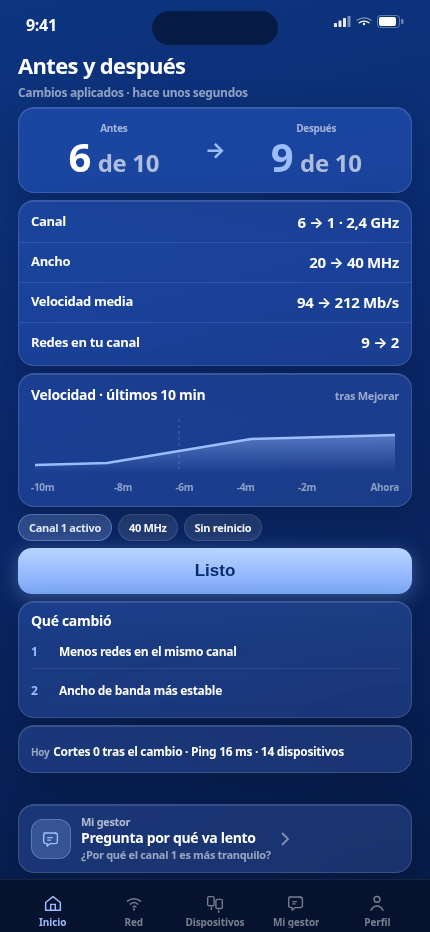 9:41
Antes y después
Cambios aplicados · hace unos segundos
Antes Después
6 de 10 → 9 de 10
Canal 6 → 1 · 2,4 GHz
Ancho 20 → 40 MHz
Velocidad media 94 → 212 Mb/s
Redes en tu canal 9 → 2
Velocidad · últimos 10 min tras Mejorar
-10m -8m -6m -4m -2m Ahora
Canal 1 activo 40 MHz Sin reinicio
Listo
Qué cambió
1 Menos redes en el mismo canal
2 Ancho de banda más estable
Hoy Cortes 0 tras el cambio · Ping 16 ms · 14 dispositivos
Mi gestor
Pregunta por qué va lento
¿Por qué el canal 1 es más tranquilo?
Inicio Red Dispositivos Mi gestor Perfil